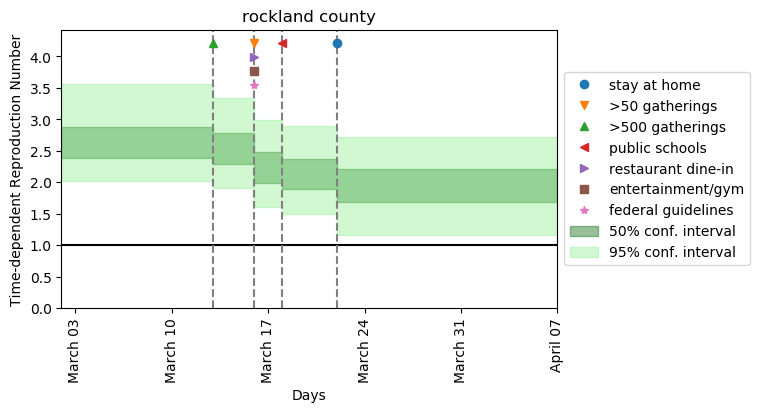 rockland county
Time-dependent Reproduction Number
4.0
3.5
3.0
2.5
2.0
1.5
1.0
0.5
0.0
March 03
March 10
March 17
March 24
March 31
April 07
Days
stay at home
>50 gatherings
>500 gatherings
public schools
restaurant dine-in
entertainment/gym
federal guidelines
50% conf. interval
95% conf. interval